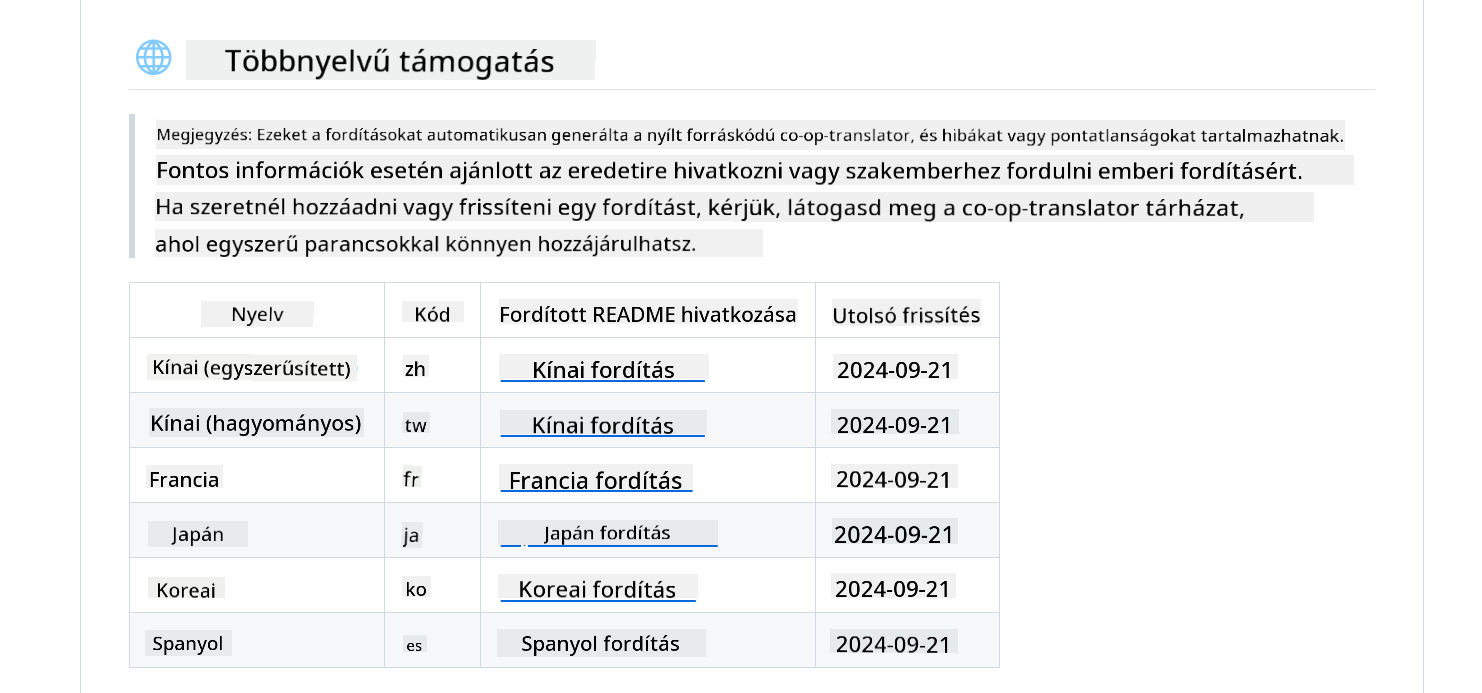 Többnyelvű támogatás
Megjegyzés: Ezeket a fordításokat automatikusan generálta a nyílt forráskódú co-op-translator, és hibákat vagy pontatlanságokat tartalmazhatnak.
Fontos információk esetén ajánlott az eredetire hivatkozni vagy szakemberhez fordulni emberi fordításért.
Ha szeretnél hozzáadni vagy frissíteni egy fordítást, kérjük, látogasd meg a co-op-translator tárházat,
ahol egyszerű parancsokkal könnyen hozzájárulhatsz.
Nyelv Kód Fordított README hivatkozása Utolsó frissítés
Kínai (egyszerűsített) zh Kínai fordítás 2024-09-21
Kínai (hagyományos) tw Kínai fordítás 2024-09-21
Francia fr Francia fordítás 2024-09-21
Japán ja Japán fordítás 2024-09-21
Koreai ko Koreai fordítás 2024-09-21
Spanyol es Spanyol fordítás 2024-09-21